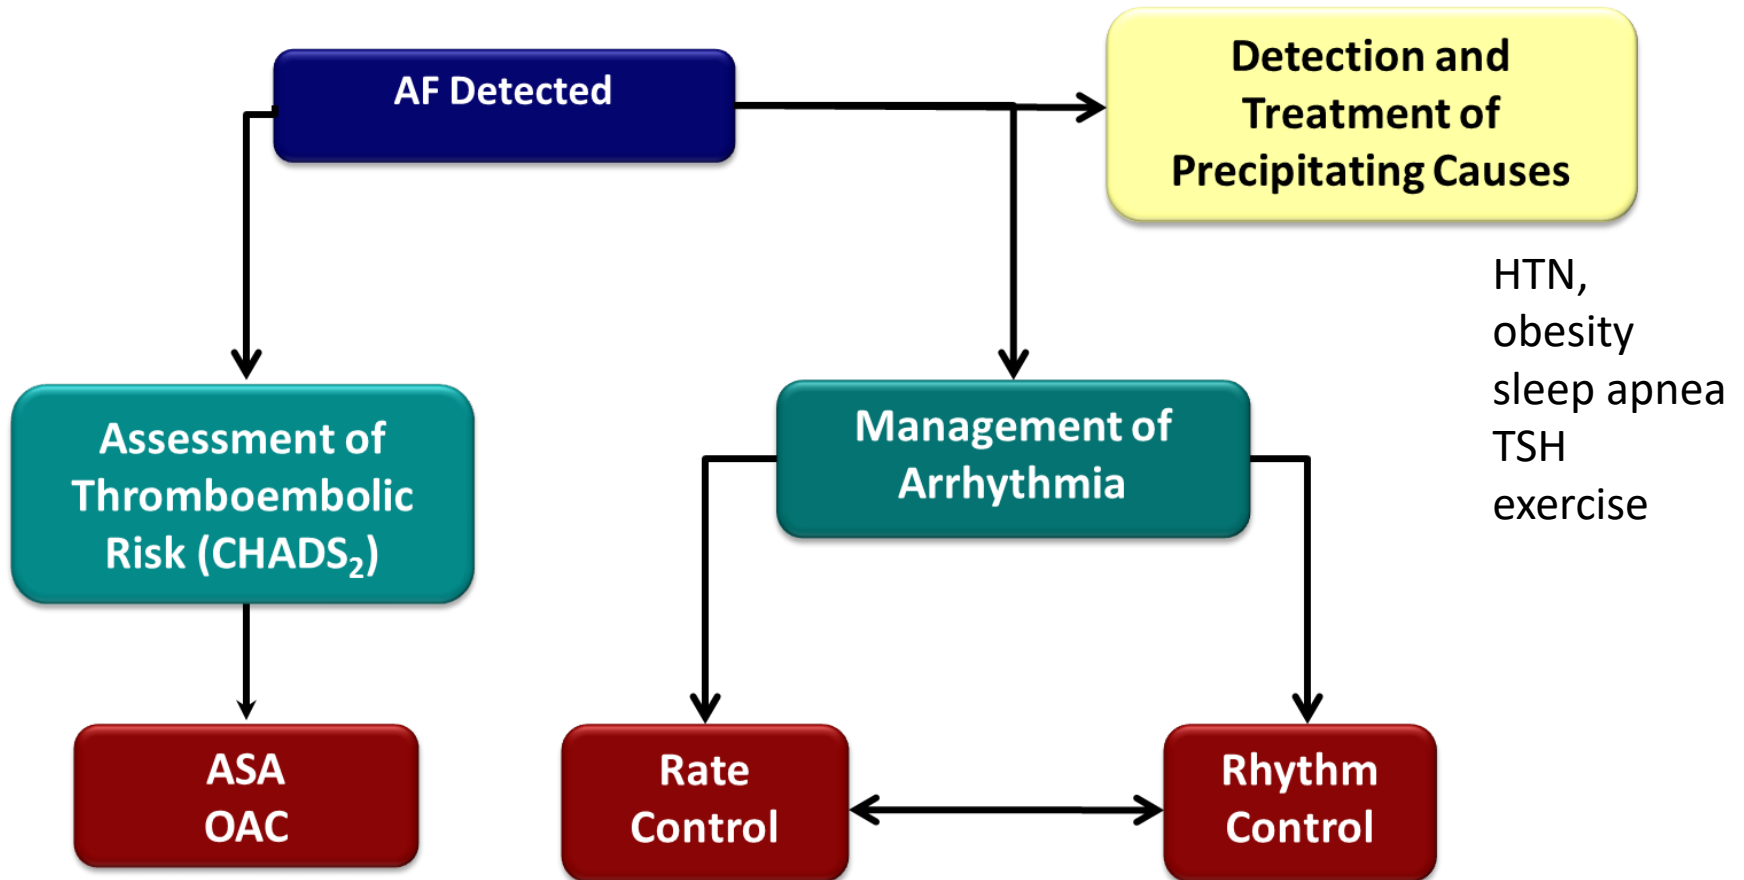 AF Detected
Detection and
Treatment of
Precipitating Causes
HTN,
obesity
sleep apnea
TSH
exercise
Assessment of
Thromboembolic
Risk (CHADS₂)
Management of
Arrhythmia
ASA
OAC
Rate
Control
Rhythm
Control